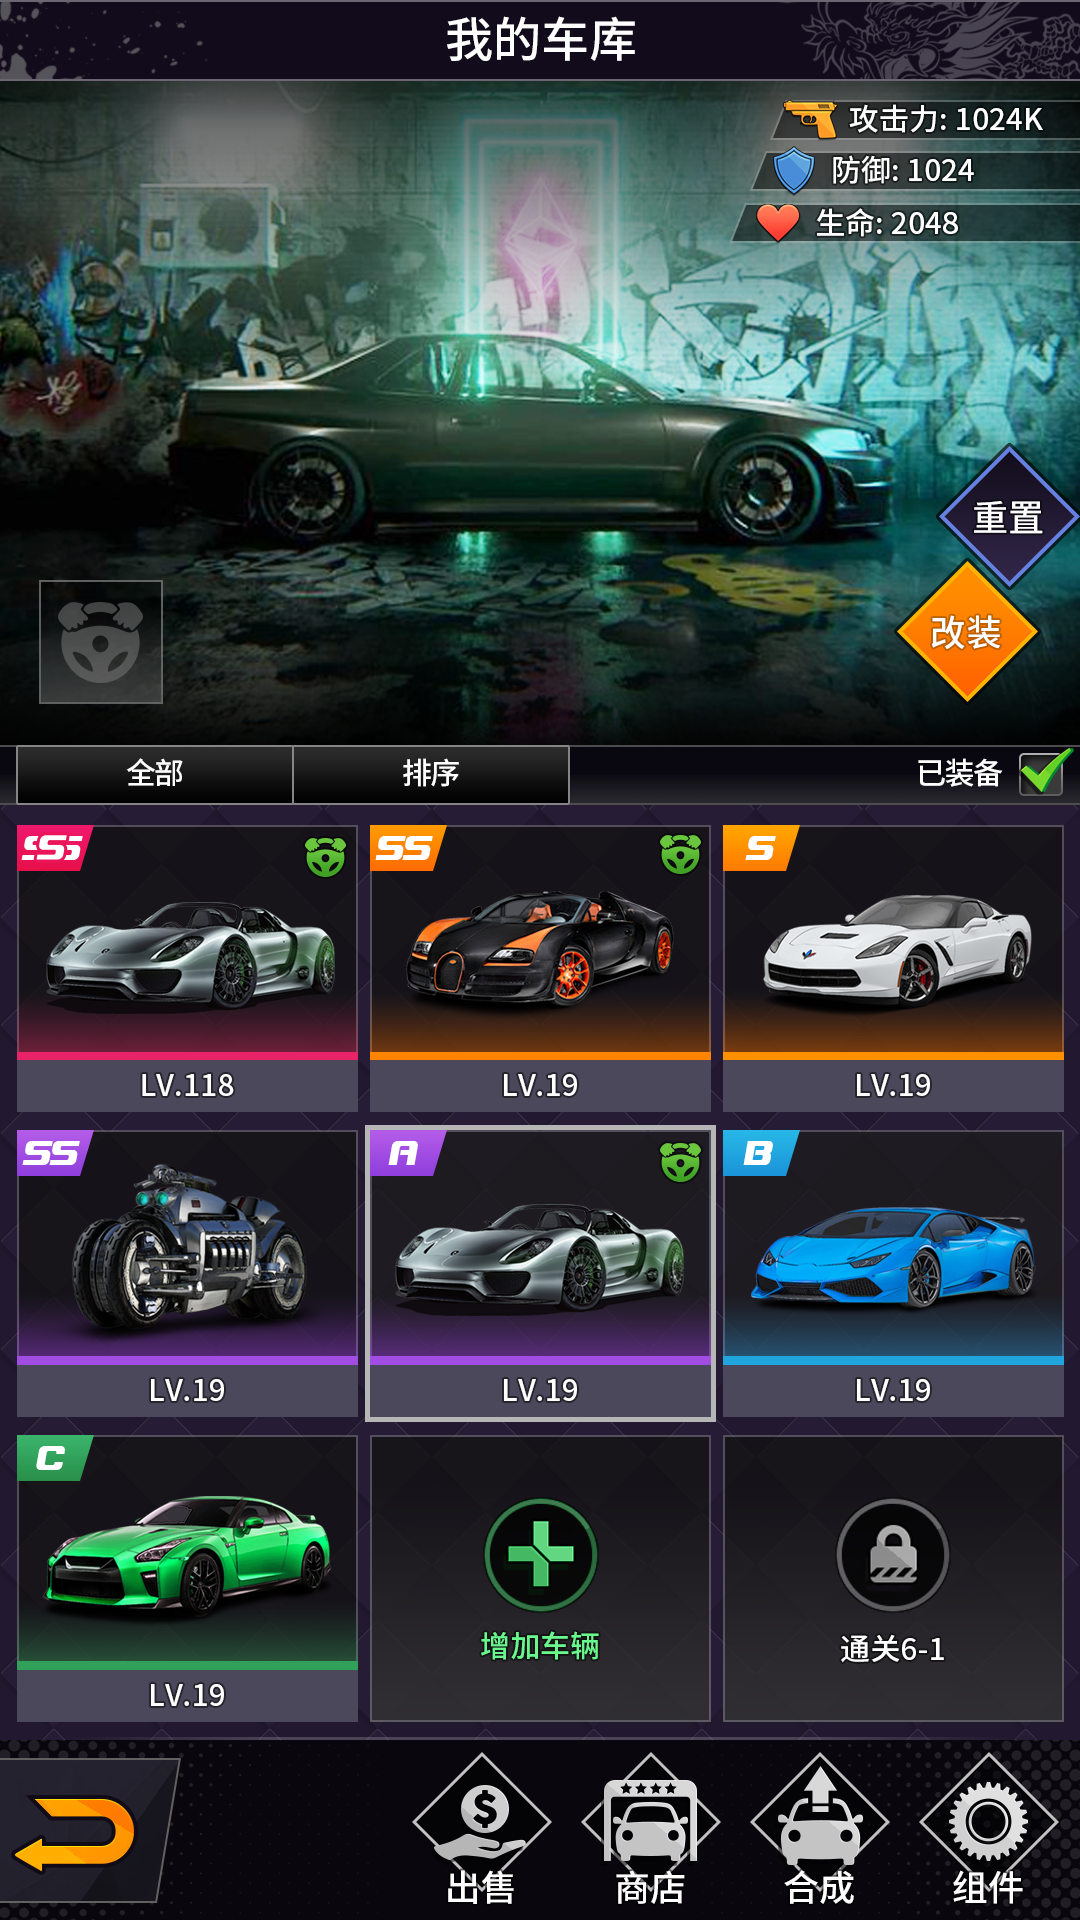 我的车库
攻击力: 1024K
防御: 1024
生命: 2048
重置
改装
全部
排序
已装备
SSS
SS
S
LV.118
LV.19
LV.19
SS
A
B
LV.19
LV.19
LV.19
C
增加车辆
通关6-1
LV.19
出售
商店
合成
组件